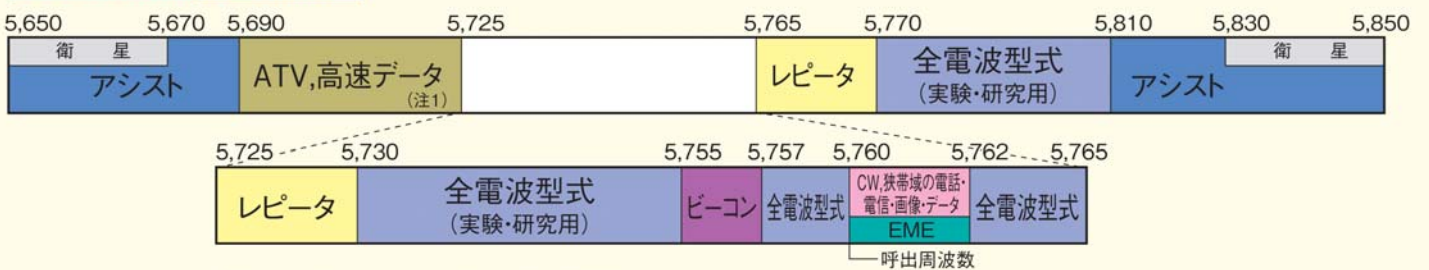 5,650 5,670 5,690 5,725 5,765 5,770 5,810 5,830 5,850
衛 星
アシスト
ATV,高速データ
(注1)
レピータ
全電波型式
(実験・研究用)
アシスト
衛 星
5,725 5,730 5,755 5,757 5,760 5,762 5,765
レピータ
全電波型式
(実験・研究用)
ビーコン
全電波型式
CW,狭帯域の電話・
電信・画像・データ
EME
全電波型式
呼出周波数